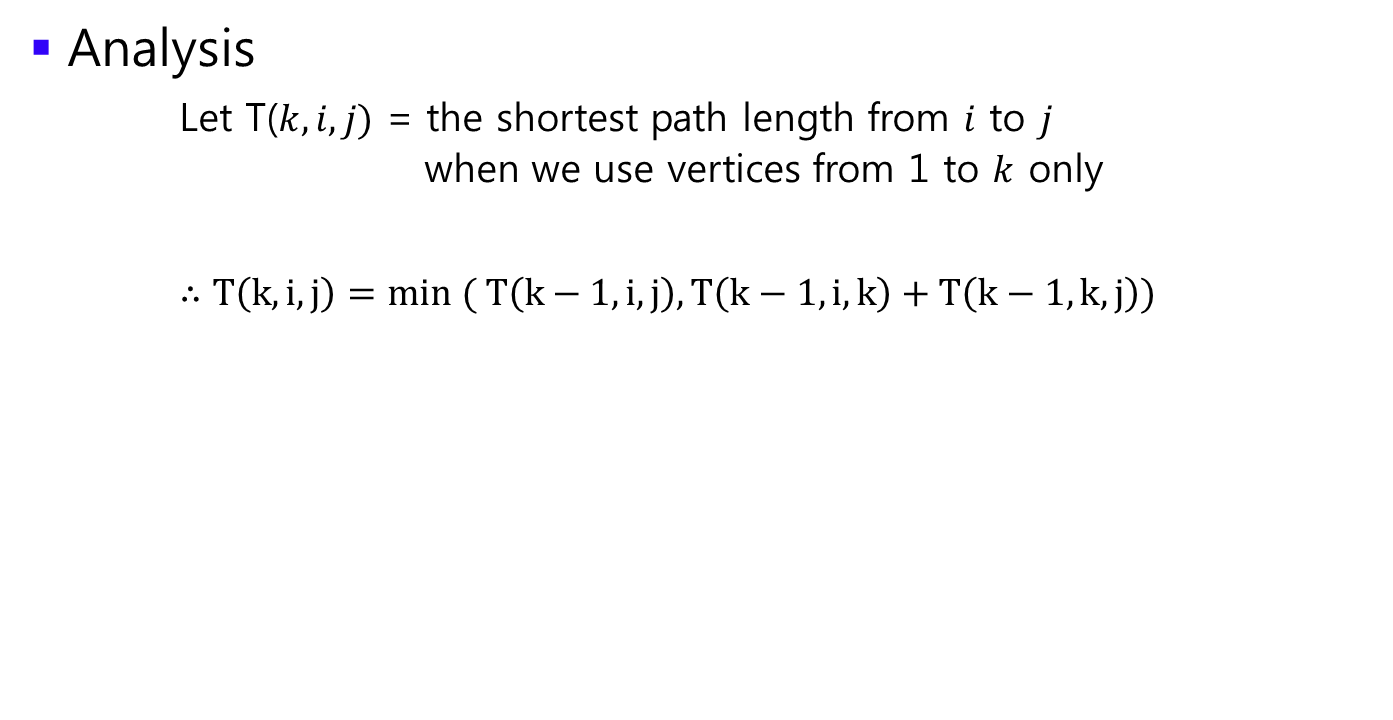 ▪ Analysis
Let T(𝑘, 𝑖, 𝑗) = the shortest path length from 𝑖 to 𝑗
when we use vertices from 1 to 𝑘 only
∴ T(k, i, j) = min ( T(k − 1, i, j), T(k − 1, i, k) + T(k − 1, k, j))